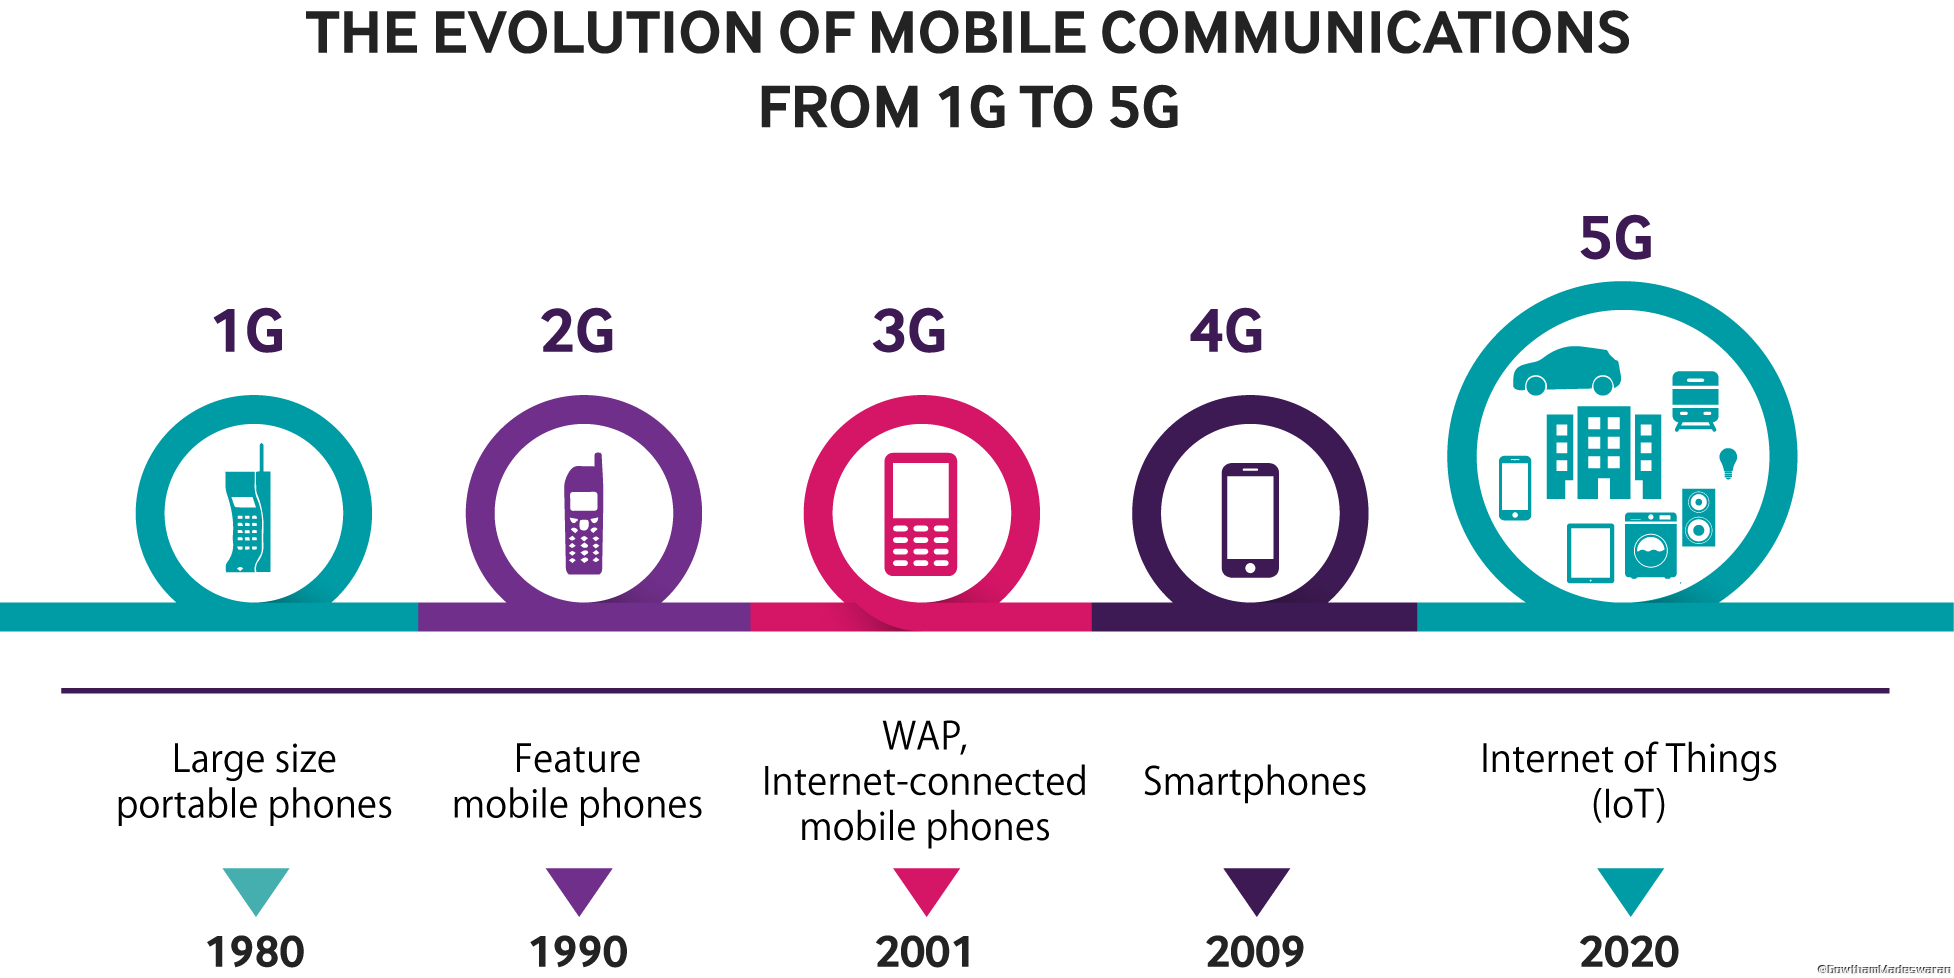 THE EVOLUTION OF MOBILE COMMUNICATIONS
FROM 1G TO 5G
1G
2G
3G
4G
5G
Large size
portable phones
Feature
mobile phones
WAP,
Internet-connected
mobile phones
Smartphones
Internet of Things
(IoT)
1980
1990
2001
2009
2020
@GowthamMadeswaran